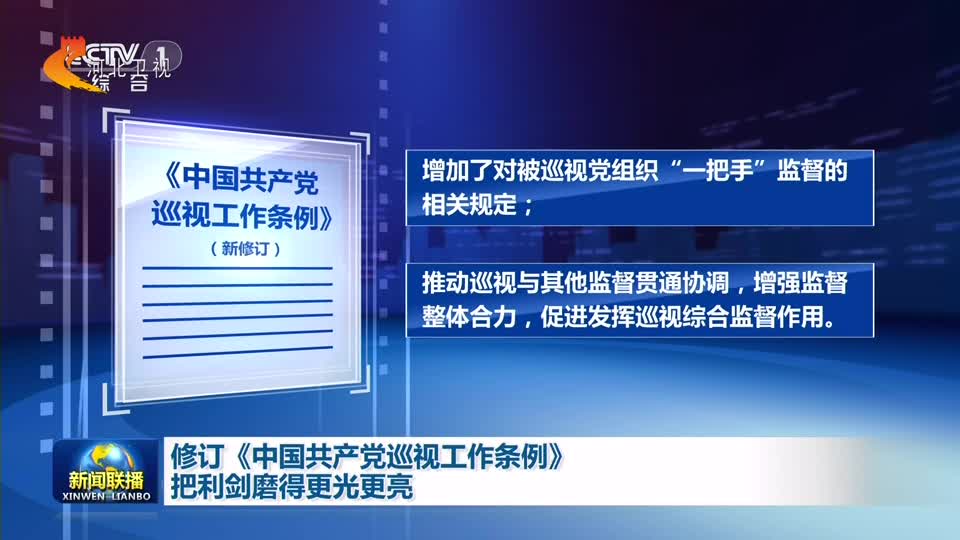 CCTV 1
综合
河北卫视
《中国共产党
巡视工作条例》
（新修订）
增加了对被巡视党组织“一把手”监督的
相关规定；
推动巡视与其他监督贯通协调，增强监督
整体合力，促进发挥巡视综合监督作用。
修订《中国共产党巡视工作条例》
把利剑磨得更光更亮
新闻联播
XINWEN LIANBO